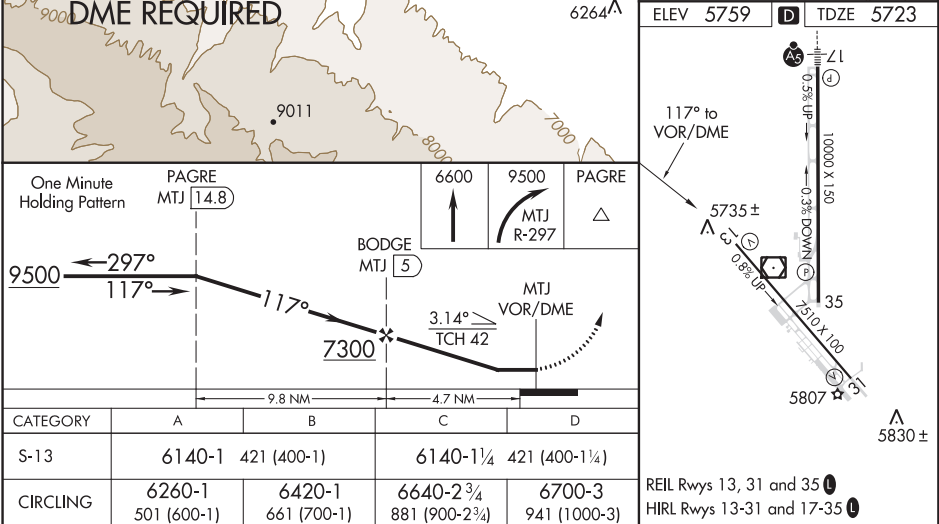 DME REQUIRED
9000
6264
9011
8000
7000
ELEV 5759
D
TDZE 5723
A5
17
P
0.5% UP
10000 X 150
0.3% DOWN
P
35
117° to
VOR/DME
5735 ±
13
V
0.8% UP
7510 X 100
V
31
5807
5830 ±
REIL Rwys 13, 31 and 35 L
HIRL Rwys 13-31 and 17-35 L
One Minute
Holding Pattern
PAGRE
MTJ 14.8
6600
9500
MTJ
R-297
PAGRE
BODGE
MTJ 5
9500
297°
117°
117°
7300
3.14°
TCH 42
MTJ
VOR/DME
9.8 NM
4.7 NM
CATEGORY A B C D
S-13 6140-1 421 (400-1) 6140-1¼ 421 (400-1¼)
CIRCLING 6260-1 6420-1 6640-2¾ 6700-3
501 (600-1) 661 (700-1) 881 (900-2¾) 941 (1000-3)